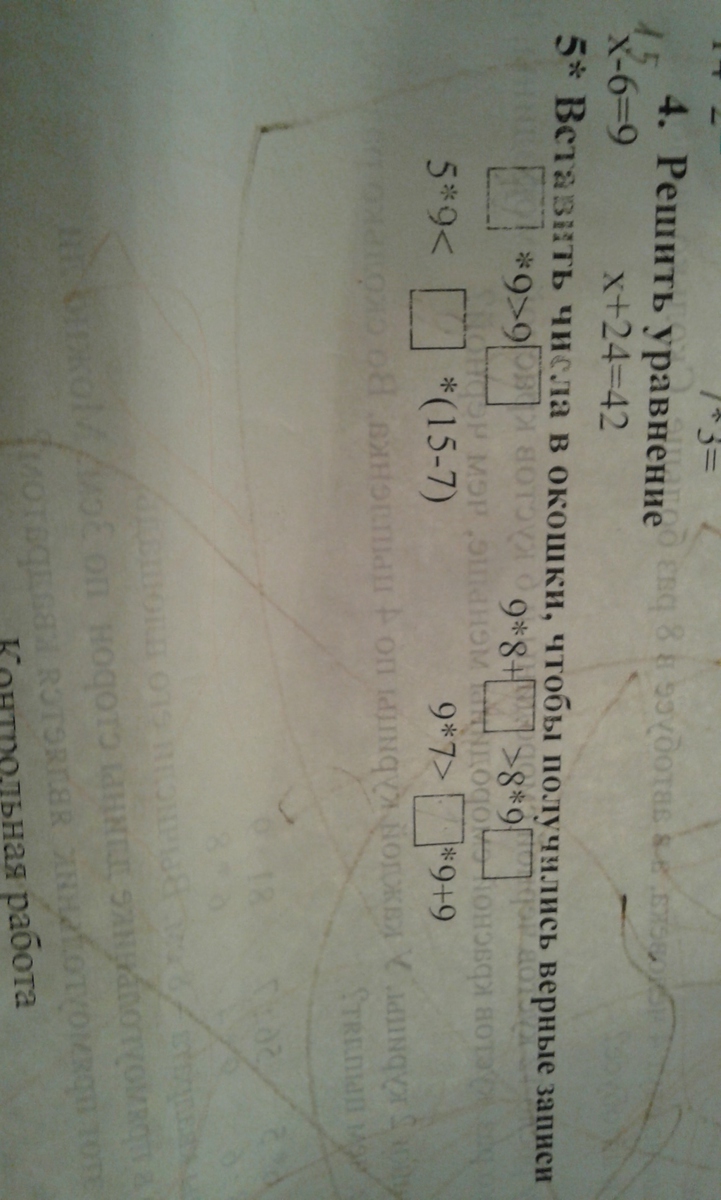 7*3=
4. Решить уравнение
15
x-6=9 x+24=42
5* Вставить числа в окошки, чтобы получились верные записи
*9>9 9*8+ >8*9
5*9< *(15-7) 9*7> *9+9
Контрольная работа